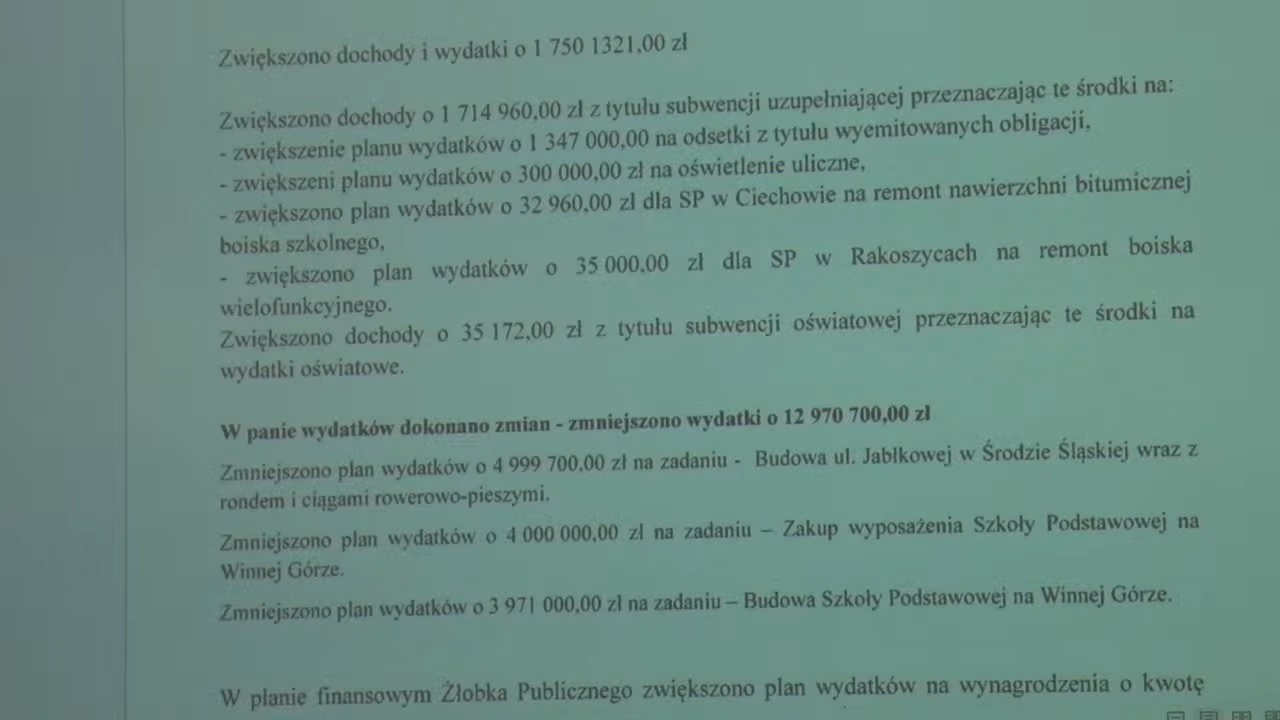 Zwiększono dochody i wydatki o 1 750 1321,00 zł
Zwiększono dochody o 1 714 960,00 zł z tytułu subwencji uzupełniającej przeznaczając te środki na:
- zwiększenie planu wydatków o 1 347 000,00 na odsetki z tytułu wyemitowanych obligacji,
- zwiększeni planu wydatków o 300 000,00 zł na oświetlenie uliczne,
- zwiększono plan wydatków o 32 960,00 zł dla SP w Ciechowie na remont nawierzchni bitumicznej
boiska szkolnego,
- zwiększono plan wydatków o 35 000,00 zł dla SP w Rakoszycach na remont boiska
wielofunkcyjnego.
Zwiększono dochody o 35 172,00 zł z tytułu subwencji oświatowej przeznaczając te środki na
wydatki oświatowe.
W panie wydatków dokonano zmian - zmniejszono wydatki o 12 970 700,00 zł
Zmniejszono plan wydatków o 4 999 700,00 zł na zadaniu - Budowa ul. Jabłkowej w Środzie Śląskiej wraz z
rondem i ciągami rowerowo-pieszymi.
Zmniejszono plan wydatków o 4 000 000,00 zł na zadaniu – Zakup wyposażenia Szkoły Podstawowej na
Winnej Górze.
Zmniejszono plan wydatków o 3 971 000,00 zł na zadaniu – Budowa Szkoły Podstawowej na Winnej Górze.
W planie finansowym Żłobka Publicznego zwiększono plan wydatków na wynagrodzenia o kwotę